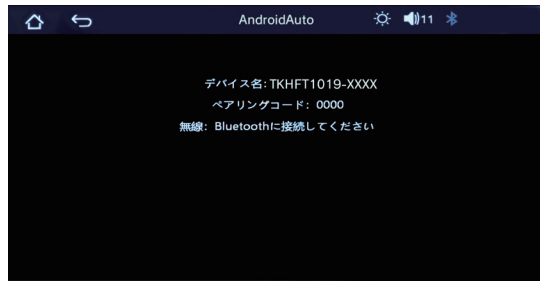 AndroidAuto 11
デバイス名: TKHFT1019-XXXX
ペアリングコード: 0000
無線: Bluetoothに接続してください